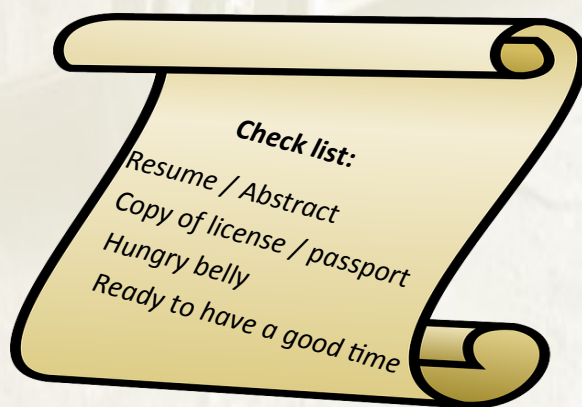 Check list:
Resume / Abstract
Copy of license / passport
Hungry belly
Ready to have a good time